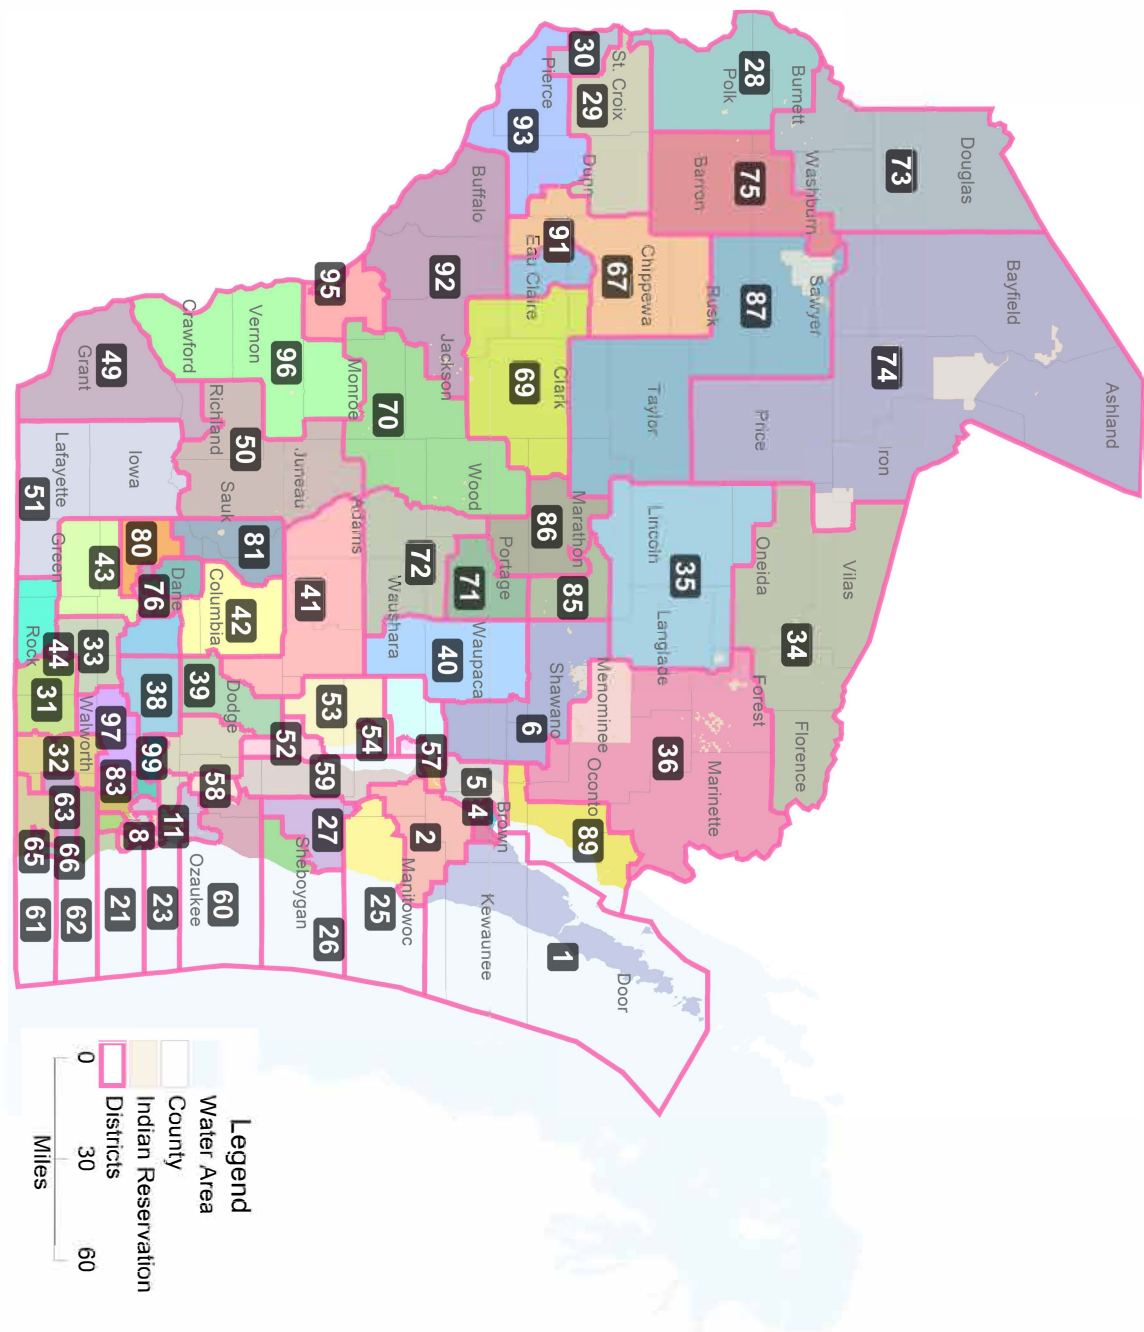 Ashland
Bayfield
Douglas
73
74
Iron
Vilas
Burnett
Washburn
Sawyer
28
Polk
75
Barron
87
Rusk
Price
Oneida
34
Florence
Forest
Taylor
Lincoln
35
Langlade
Marinette
36
30
St. Croix
29
Dunn
Chippewa
67
Pierce
93
91
Eau Claire
Clark
69
Marathon
86
85
Menominee
Shawano
6
Oconto
89
Door
1
Buffalo
92
Jackson
Wood
Portage
71
72
Waupaca
40
Waushara
57
5
4
Brown
Kewaunee
95
Monroe
70
Adams
Juneau
41
53
54
59
2
Manitowoc
25
Vernon
96
Crawford
Richland
50
Sauk
81
Columbia
42
39
Dodge
52
58
27
Sheboygan
26
49
Grant
Iowa
80
Dane
76
38
99
11
Ozaukee
60
Lafayette
51
Green
43
33
44
Rock
31
Walworth
97
83
32
63
8
23
21
66
65
62
61
Legend
Water Area
County
Indian Reservation
Districts
0 30 60
Miles